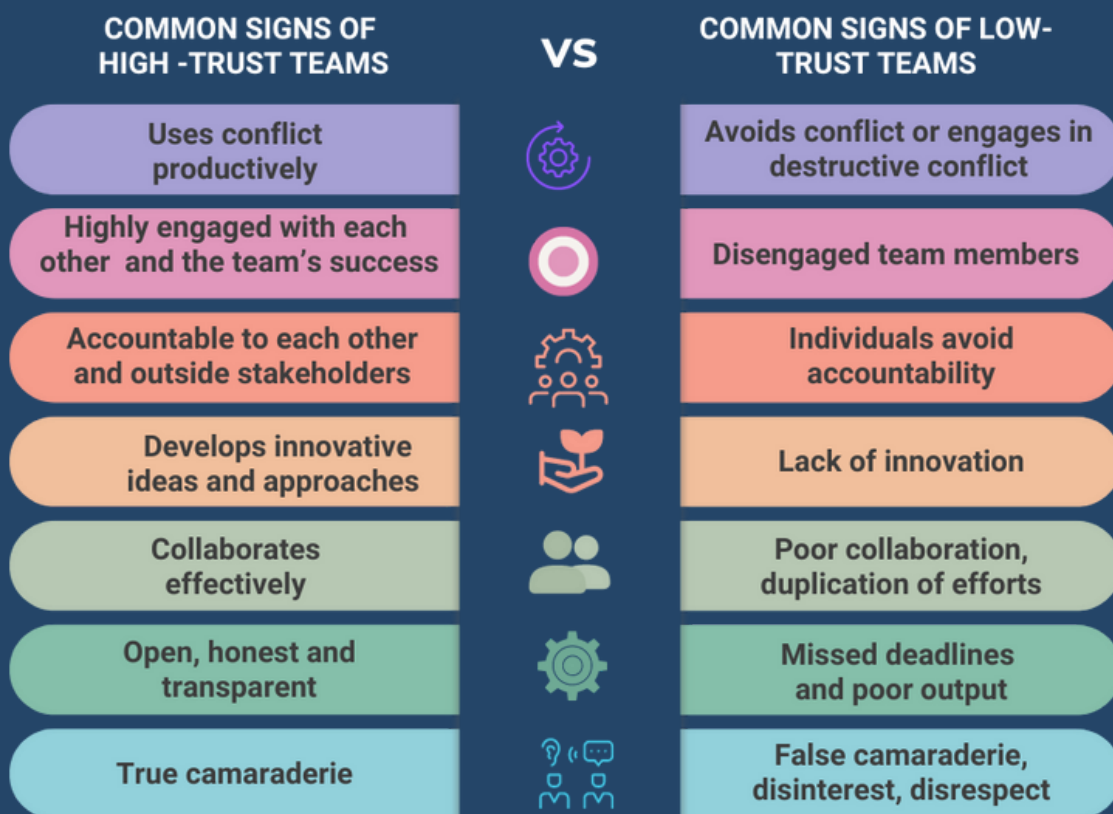 COMMON SIGNS OF
HIGH -TRUST TEAMS
VS
COMMON SIGNS OF LOW-
TRUST TEAMS
Uses conflict
productively
Avoids conflict or engages in
destructive conflict
Highly engaged with each
other and the team's success
Disengaged team members
Accountable to each other
and outside stakeholders
Individuals avoid
accountability
Develops innovative
ideas and approaches
Lack of innovation
Collaborates
effectively
Poor collaboration,
duplication of efforts
Open, honest and
transparent
Missed deadlines
and poor output
True camaraderie
False camaraderie,
disinterest, disrespect